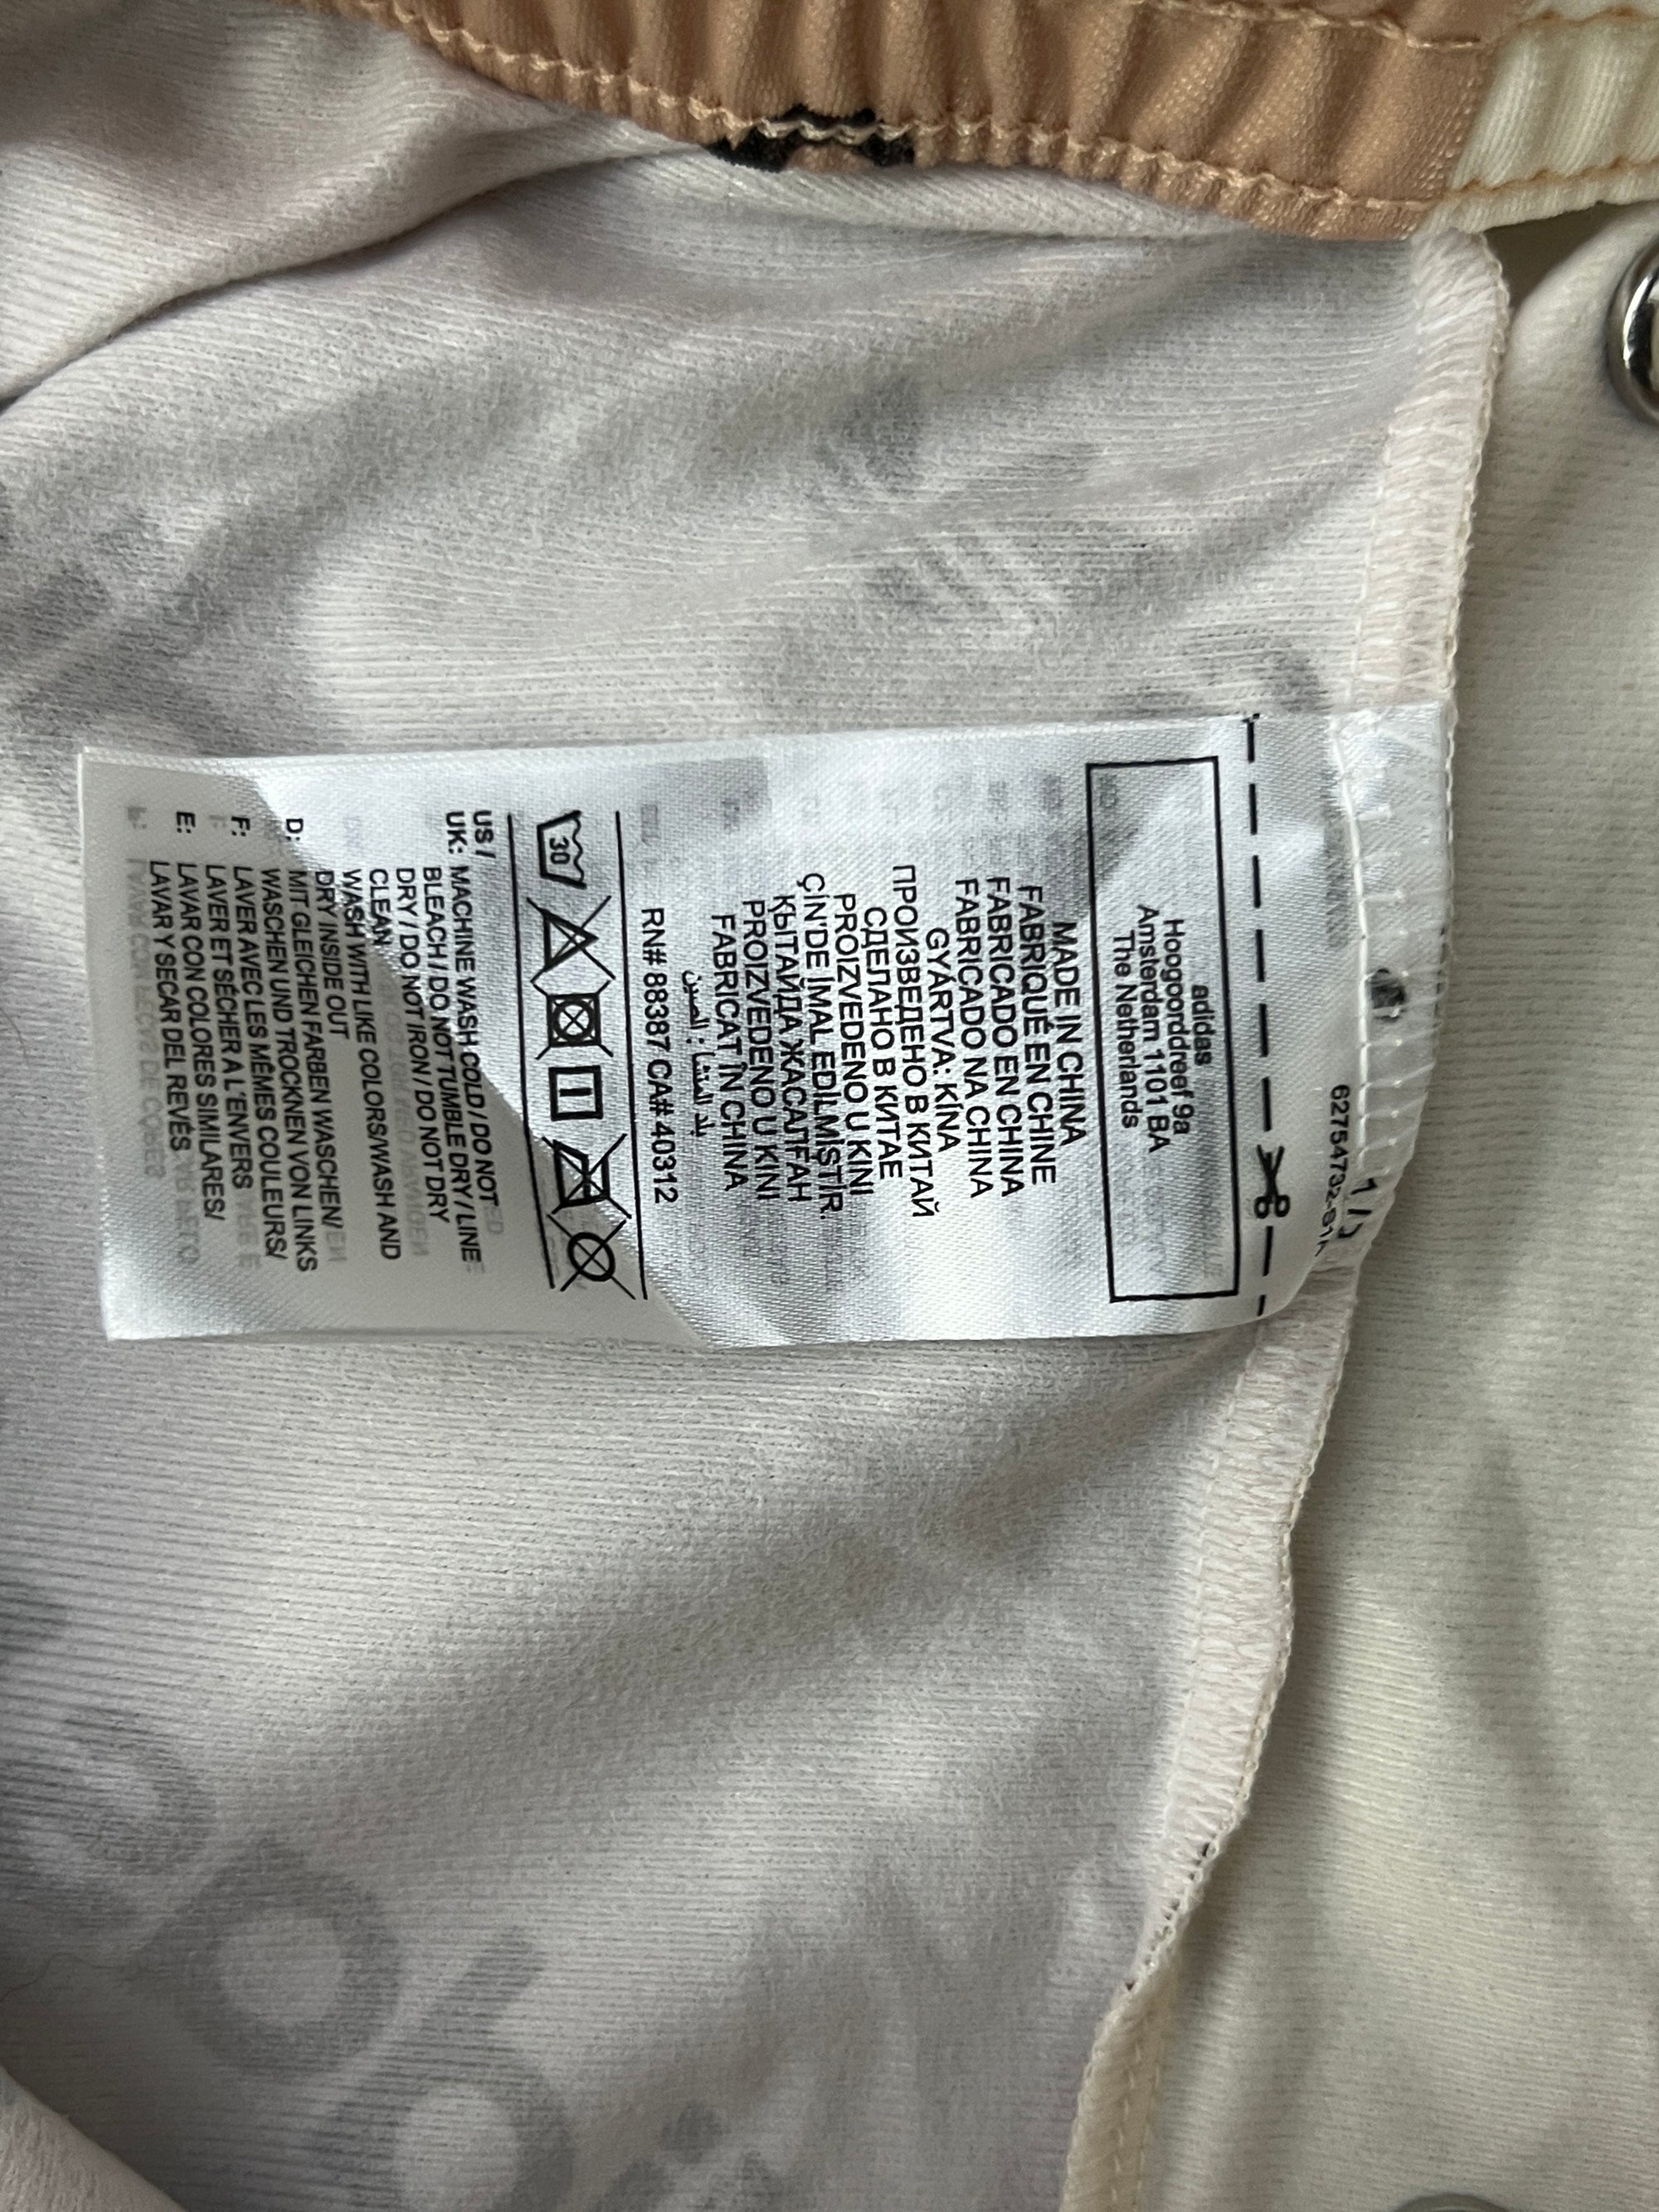 1/5
adidas
Hoogoorddreef 9a
Amsterdam 1101 BA
The Netherlands
MADE IN CHINA
FABRIQUÉ EN CHINE
FABRICADO EN CHINA
FABRICADO NA CHINA
GYÁRTVA: KÍNA
ПРОИЗВЕДЕНО В КИТАЙ
СДЕЛАНО В КИТАЕ
PROIZVEDENO U KINI
ÇİN'DE İMAL EDİLMİŞTİR.
ҚЫТАЙДА ЖАСАЛҒАН
PROIZVEDENO U KINI
FABRICAT ÎN CHINA
بلد المنشأ : الصين
RN# 88387 CA# 40312
30
US /
UK: MACHINE WASH COLD / DO NOT
BLEACH / DO NOT TUMBLE DRY / LINE
DRY / DO NOT IRON / DO NOT DRY
CLEAN
WASH WITH LIKE COLORS/WASH AND
DRY INSIDE OUT
D: MIT GLEICHEN FARBEN WASCHEN/
WASCHEN UND TROCKNEN VON LINKS
F: LAVER AVEC LES MÊMES COULEURS/
LAVER ET SÉCHER A L'ENVERS
E: LAVAR CON COLORES SIMILARES/
LAVAR Y SECAR DEL REVÉS